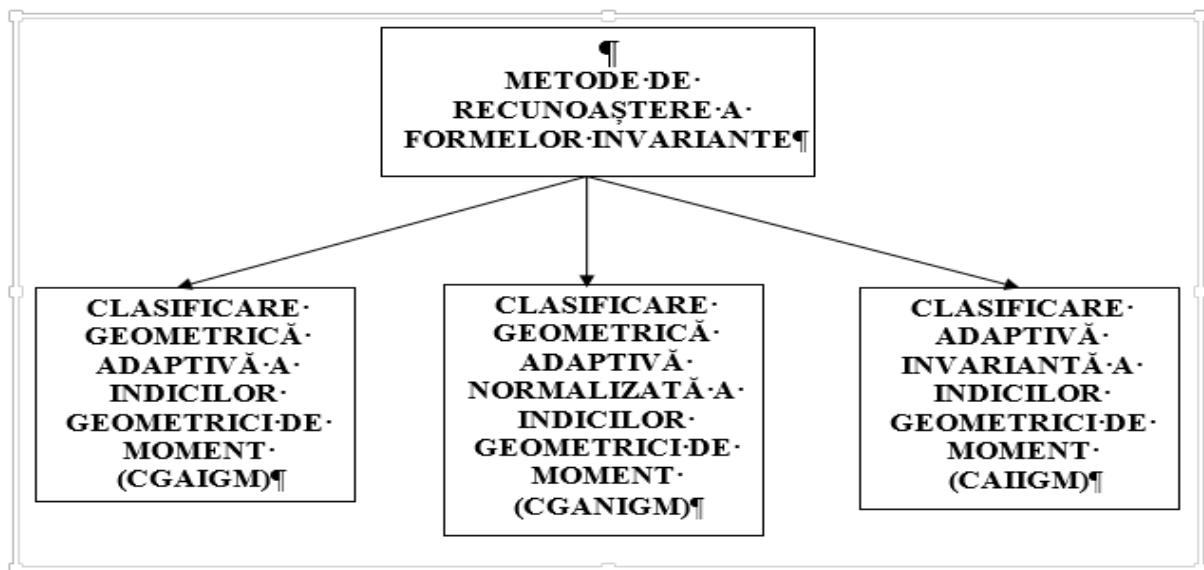 METODE DE
RECUNOAȘTERE A
FORMELOR INVARIANTE
CLASIFICARE
GEOMETRICĂ
ADAPTIVĂ A
INDICILOR
GEOMETRICI DE
MOMENT
(CGAIGM)
CLASIFICARE
GEOMETRICĂ
ADAPTIVĂ
NORMALIZATĂ A
INDICILOR
GEOMETRICI DE
MOMENT
(CGANIGM)
CLASIFICARE
ADAPTIVĂ
INVARIANTĂ A
INDICILOR
GEOMETRICI DE
MOMENT
(CAIIGM)